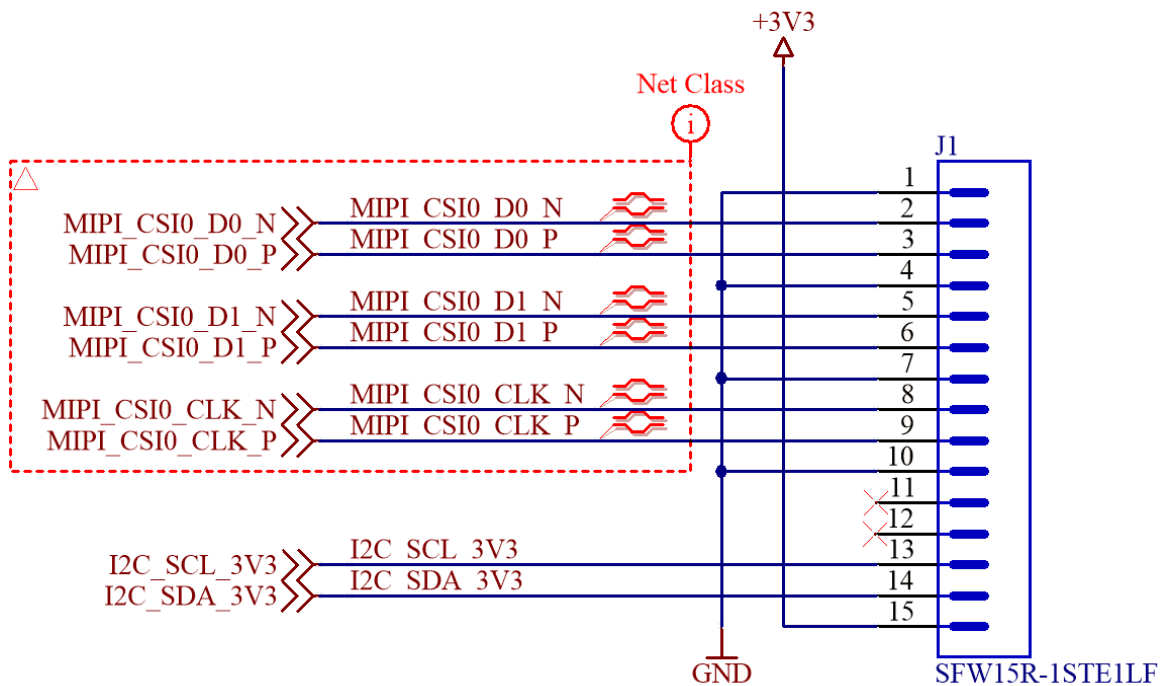 +3V3
Net Class
i
J1
1
MIPI_CSI0_D0_N MIPI_CSI0_D0_N 2
MIPI_CSI0_D0_P MIPI_CSI0_D0_P 3
4
MIPI_CSI0_D1_N MIPI_CSI0_D1_N 5
MIPI_CSI0_D1_P MIPI_CSI0_D1_P 6
7
MIPI_CSI0_CLK_N MIPI_CSI0_CLK_N 8
MIPI_CSI0_CLK_P MIPI_CSI0_CLK_P 9
10
11
12
I2C_SCL_3V3 I2C_SCL_3V3 13
I2C_SDA_3V3 I2C_SDA_3V3 14
15
GND
SFW15R-1STE1LF